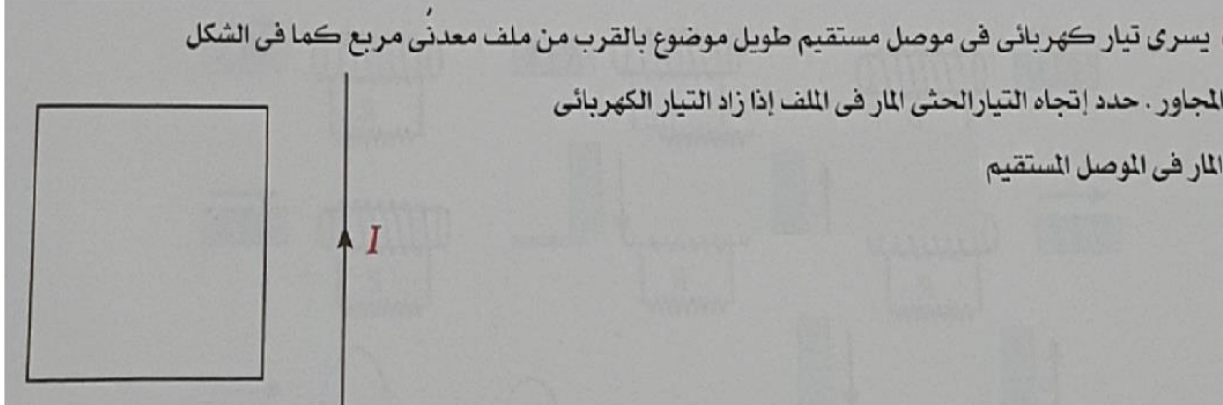 يسرى تيار كهربائى فى موصل مستقيم طويل موضوع بالقرب من ملف معدنى مربع كما فى الشكل
المجاور . حدد إتجاه التيار الحثى المار فى الملف إذا زاد التيار الكهربائى
المار فى الموصل المستقيم
I